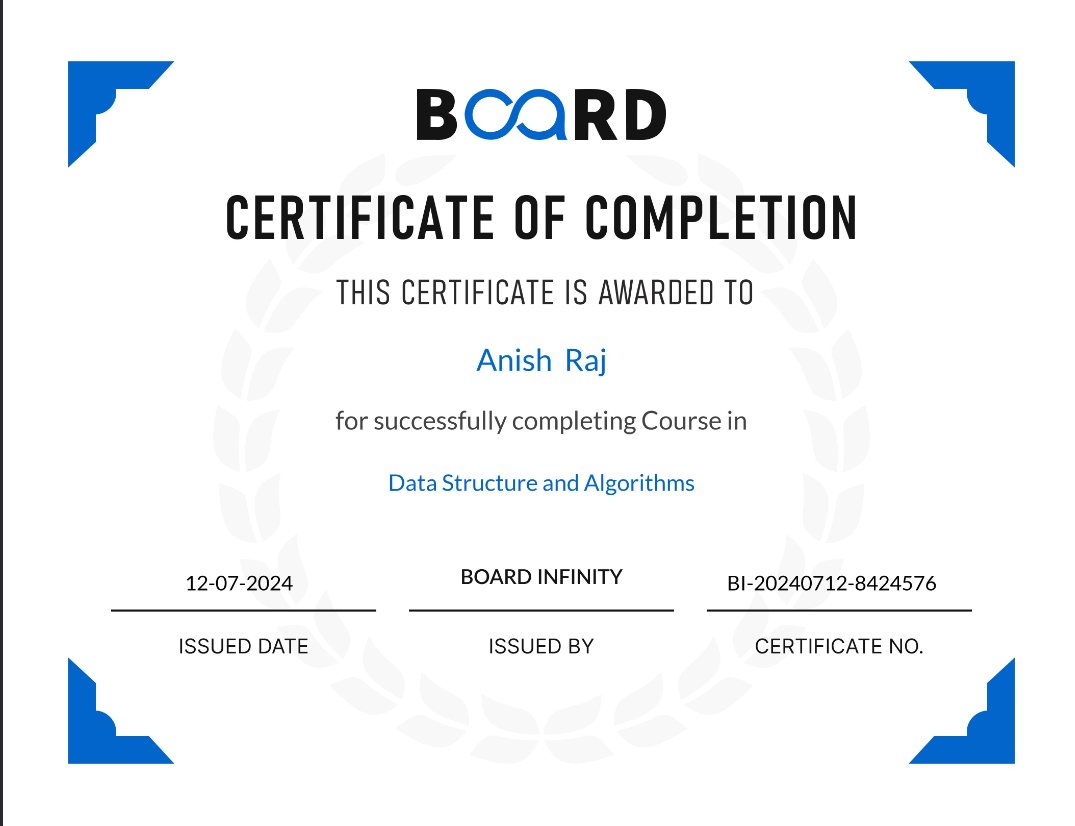 BOARD
CERTIFICATE OF COMPLETION
THIS CERTIFICATE IS AWARDED TO
Anish Raj
for successfully completing Course in
Data Structure and Algorithms
12-07-2024
BOARD INFINITY
BI-20240712-8424576
ISSUED DATE
ISSUED BY
CERTIFICATE NO.